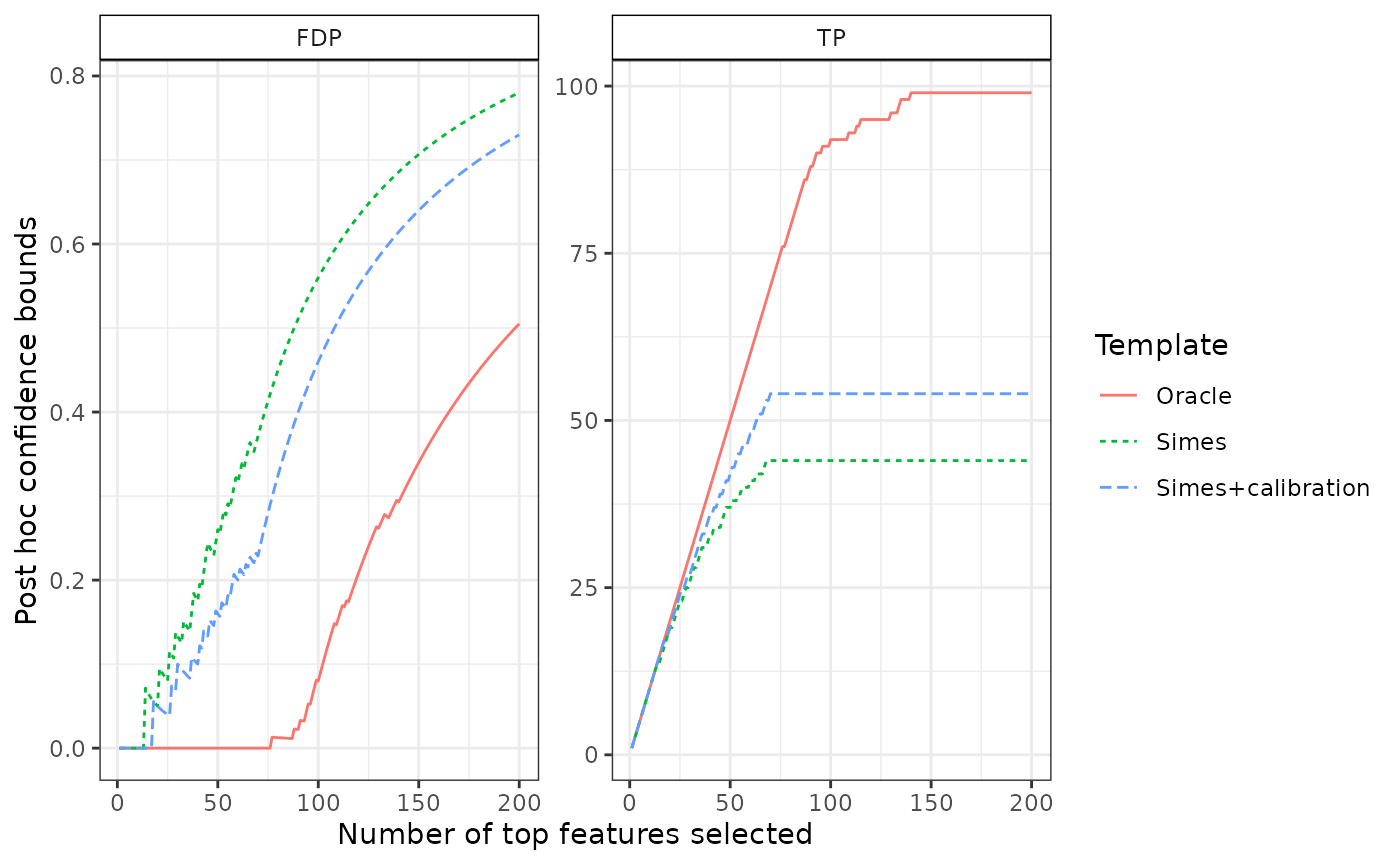 FDP
TP
Post hoc confidence bounds
0.8
0.6
0.4
0.2
0.0
100
75
50
25
0
0 50 100 150 200
0 50 100 150 200
Number of top features selected
Template
Oracle
Simes
Simes+calibration